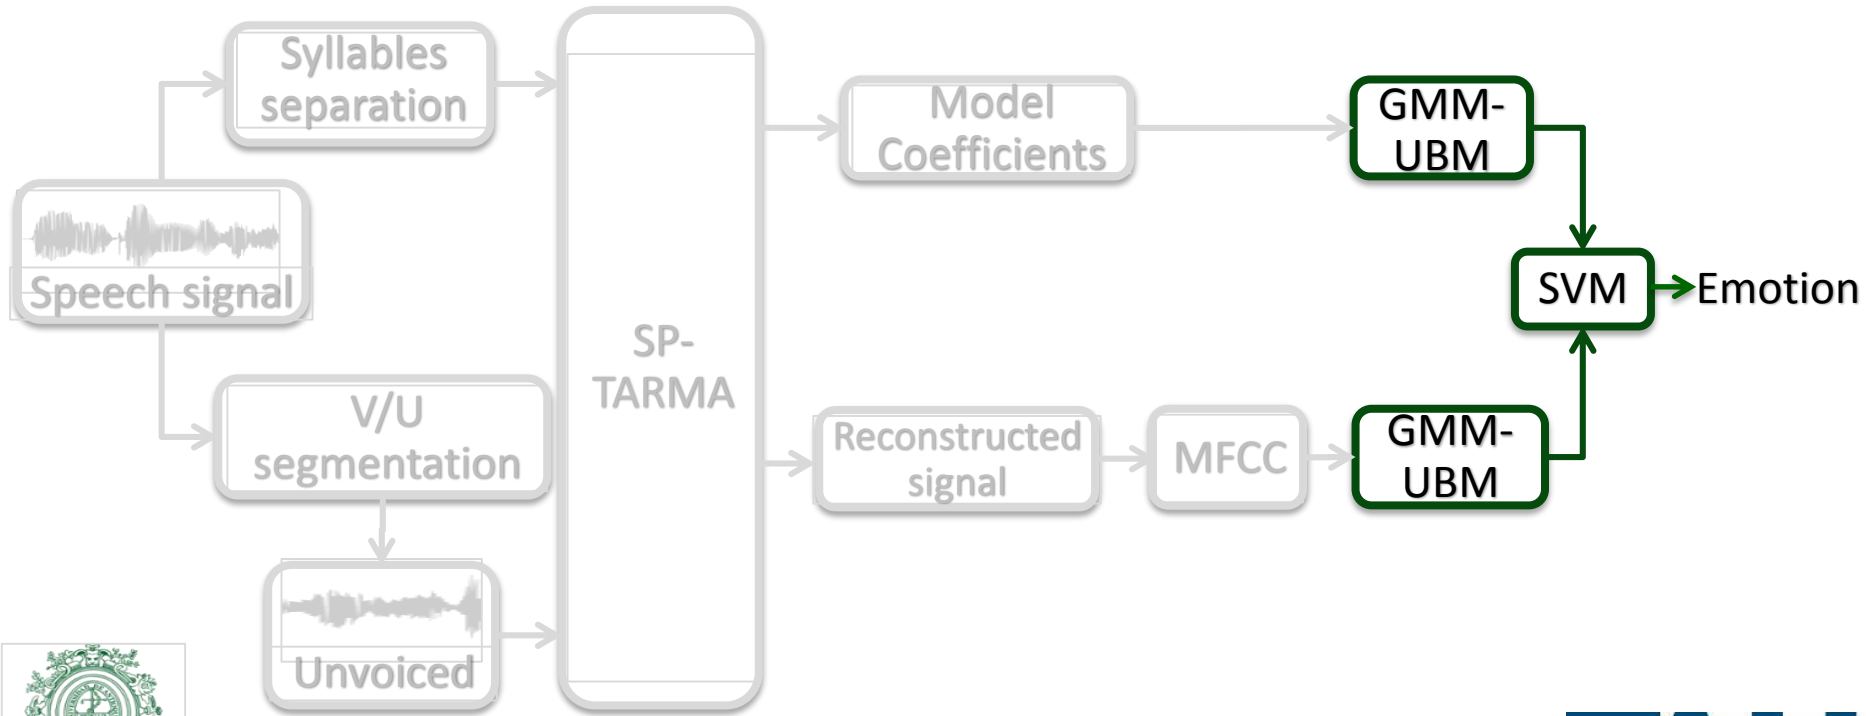 Syllables
separation
Speech signal
V/U
segmentation
Unvoiced
SP-
TARMA
Model
Coefficients
Reconstructed
signal
MFCC
GMM-
UBM
GMM-
UBM
SVM
Emotion